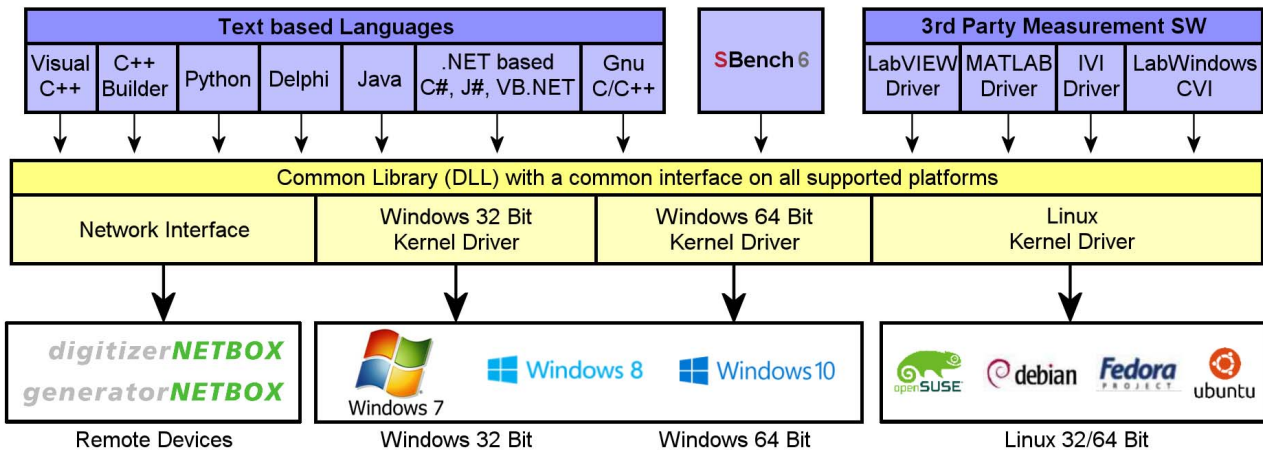 Text based Languages
Visual C++
C++ Builder
Python
Delphi
Java
.NET based C#, J#, VB.NET
Gnu C/C++
SBench 6
3rd Party Measurement SW
LabVIEW Driver
MATLAB Driver
IVI Driver
LabWindows CVI
Common Library (DLL) with a common interface on all supported platforms
Network Interface
Windows 32 Bit
Kernel Driver
Windows 64 Bit
Kernel Driver
Linux
Kernel Driver
digitizerNETBOX
generatorNETBOX
Windows 7
Windows 8
Windows 10
openSUSE
debian
Fedora
PROJECT
ubuntu
Remote Devices
Windows 32 Bit
Windows 64 Bit
Linux 32/64 Bit